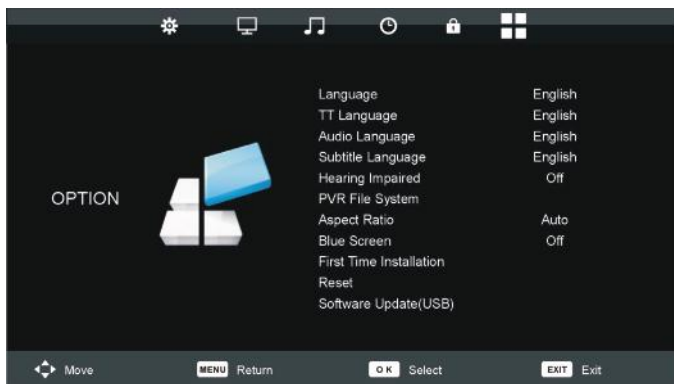 OPTION
Language English
TT Language English
Audio Language English
Subtitle Language English
Hearing Impaired Off
PVR File System
Aspect Ratio Auto
Blue Screen Off
First Time Installation
Reset
Software Update(USB)
Move MENU Return OK Select EXIT Exit